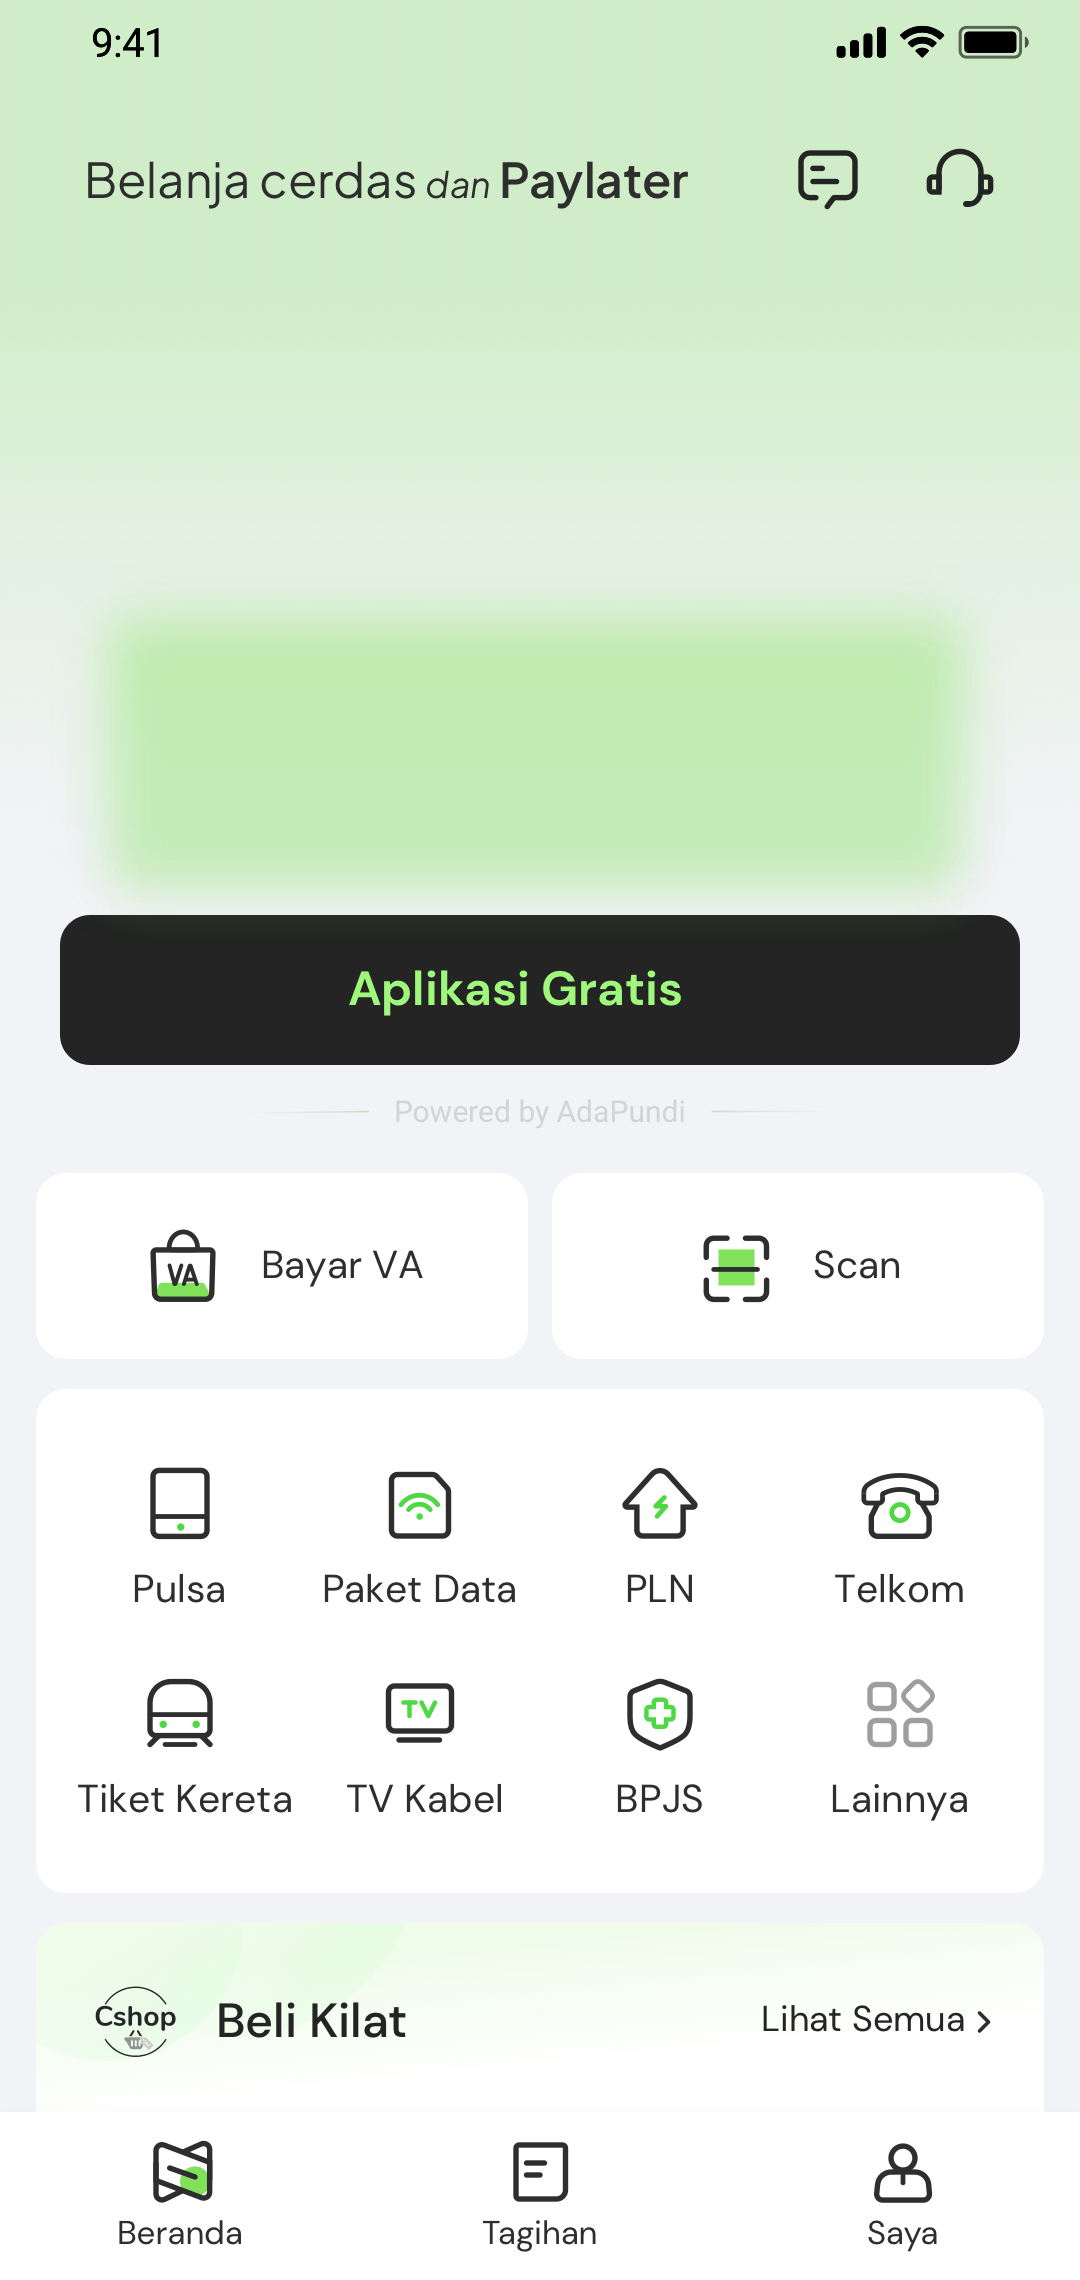 9:41
Belanja cerdas dan Paylater
Aplikasi Gratis
Powered by AdaPundi
VA
Bayar VA
Scan
Pulsa
Paket Data
PLN
Telkom
TV
Tiket Kereta
TV Kabel
BPJS
Lainnya
Cshop
Beli Kilat
Lihat Semua
Beranda
Tagihan
Saya